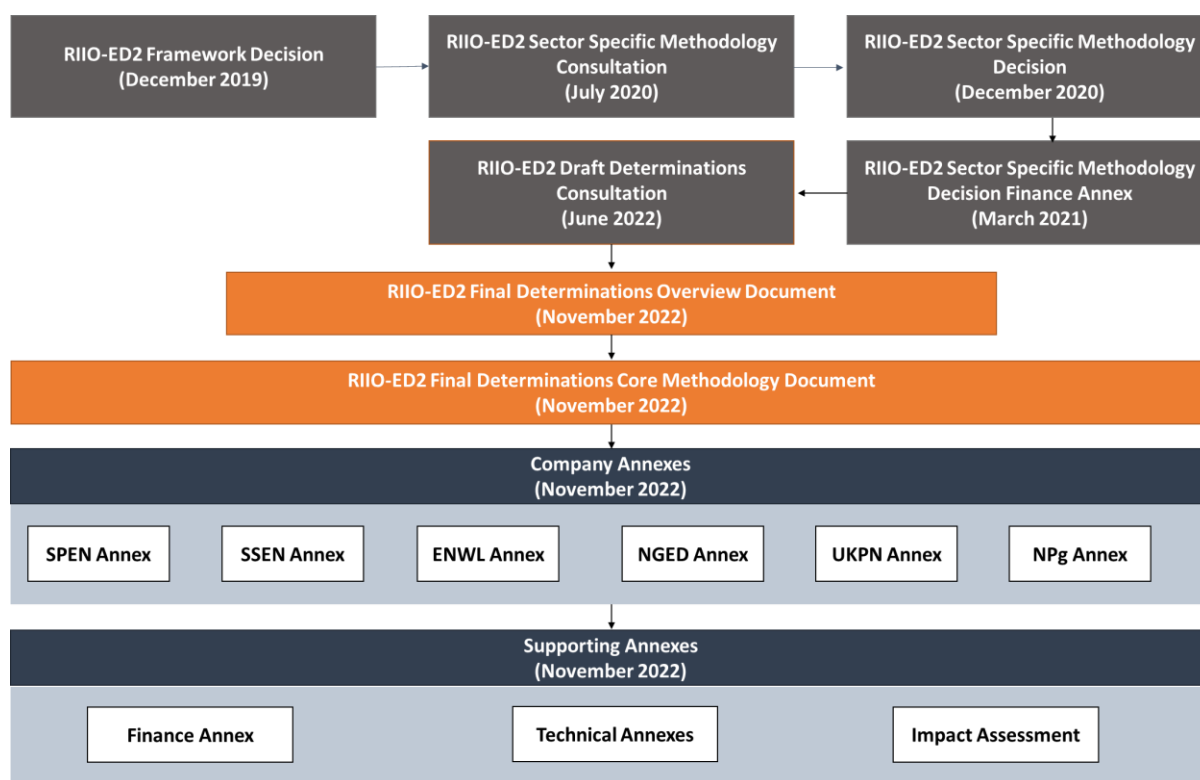 RIIO-ED2 Framework Decision
(December 2019)
RIIO-ED2 Sector Specific Methodology
Consultation
(July 2020)
RIIO-ED2 Sector Specific Methodology
Decision
(December 2020)
RIIO-ED2 Draft Determinations
Consultation
(June 2022)
RIIO-ED2 Sector Specific Methodology
Decision Finance Annex
(March 2021)
RIIO-ED2 Final Determinations Overview Document
(November 2022)
RIIO-ED2 Final Determinations Core Methodology Document
(November 2022)
Company Annexes
(November 2022)
SPEN Annex
SSEN Annex
ENWL Annex
NGED Annex
UKPN Annex
NPg Annex
Supporting Annexes
(November 2022)
Finance Annex
Technical Annexes
Impact Assessment